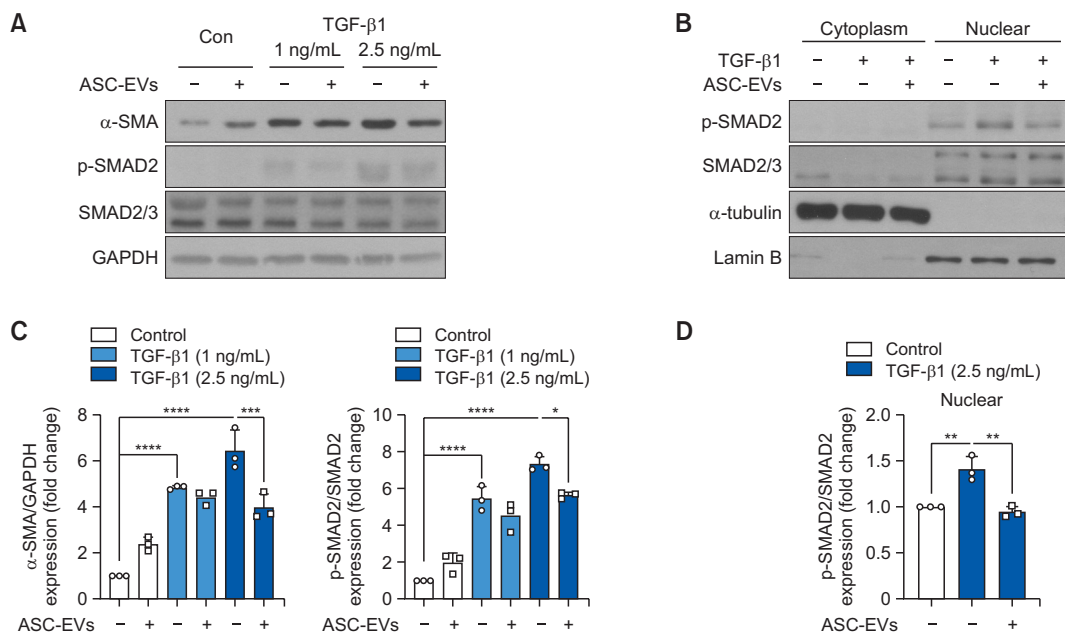 A
TGF-β1
Con 1 ng/mL 2.5 ng/mL
ASC-EVs – + – + – +
α-SMA
p-SMAD2
SMAD2/3
GAPDH
B
Cytoplasm Nuclear
TGF-β1 – + + – + +
ASC-EVs + +
p-SMAD2
SMAD2/3
α-tubulin
Lamin B
C
Control
TGF-β1 (1 ng/mL)
TGF-β1 (2.5 ng/mL)
α-SMA/GAPDH
expression (fold change)
8
6
4
2
0
**** ***
****
ASC-EVs – + – + – +
Control
TGF-β1 (1 ng/mL)
TGF-β1 (2.5 ng/mL)
p-SMAD2/SMAD2
expression (fold change)
10
8
6
4
2
0
**** *
****
ASC-EVs – + – + – +
D
Control
TGF-β1 (2.5 ng/mL)
Nuclear
p-SMAD2/SMAD2
expression (fold change)
2.0
1.5
1.0
0.5
0
** **
ASC-EVs – – +